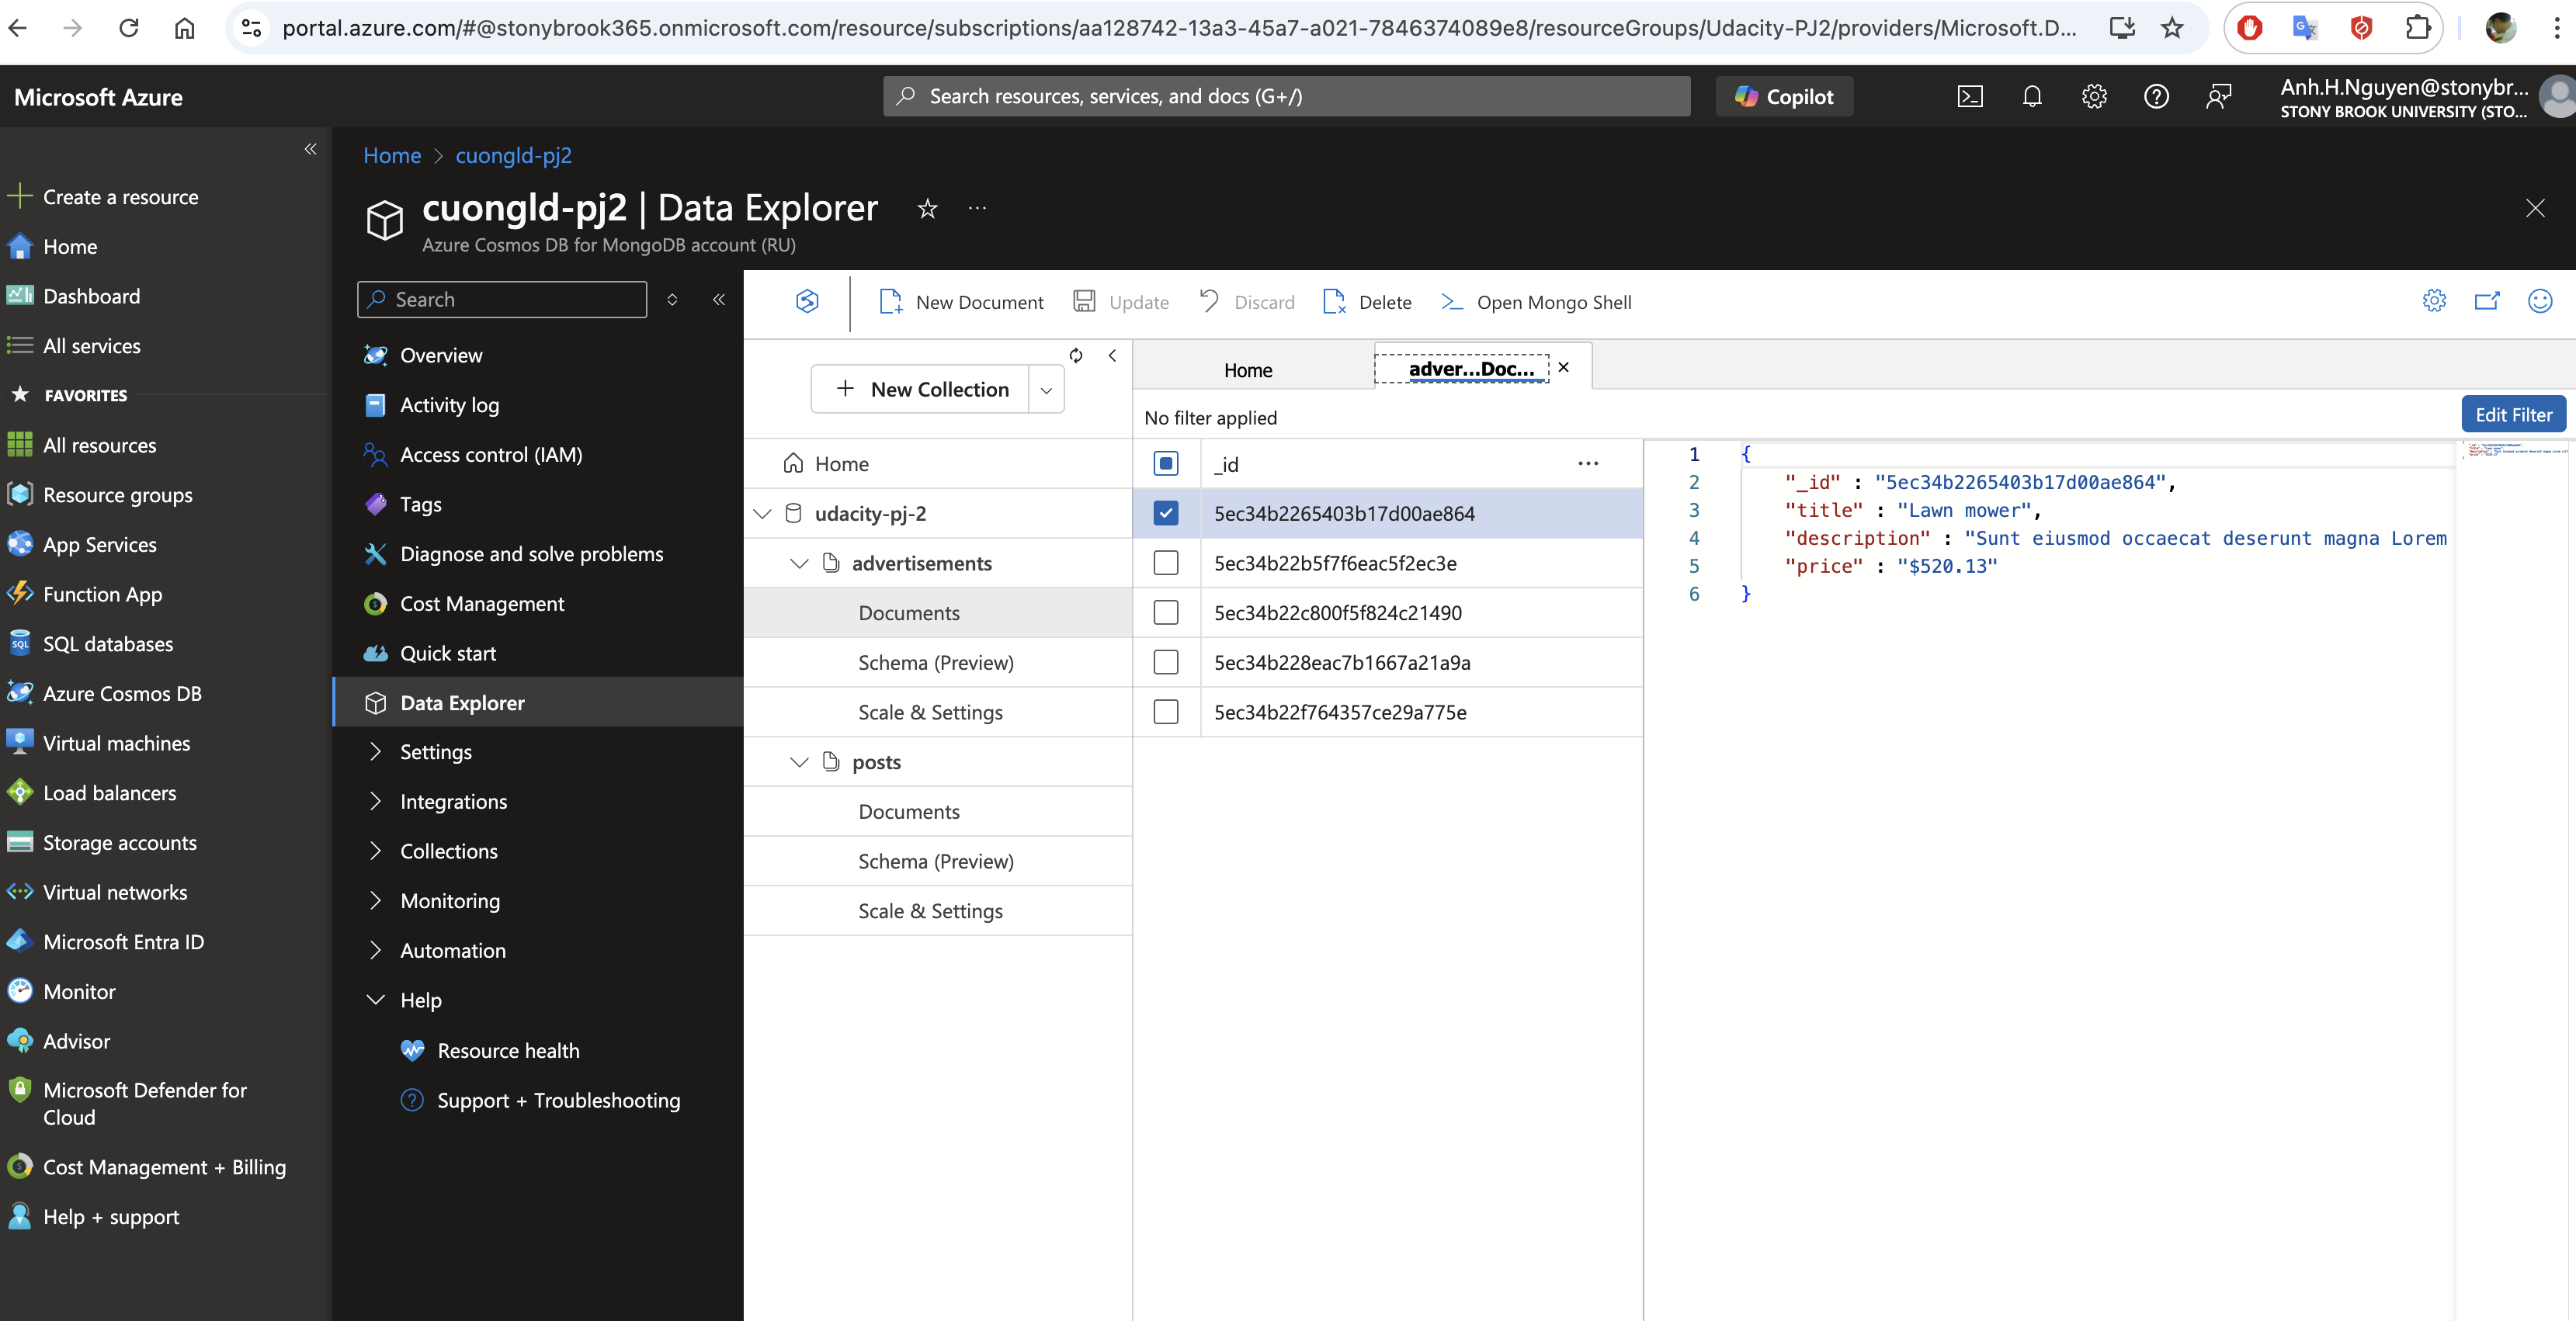 portal.azure.com/#@stonybrook365.onmicrosoft.com/resource/subscriptions/aa128742-13a3-45a7-a021-7846374089e8/resourceGroups/Udacity-PJ2/providers/Microsoft.D...
Microsoft Azure
Search resources, services, and docs (G+/)
Copilot
Anh.H.Nguyen@stonybr...
STONY BROOK UNIVERSITY (STO...
Create a resource
Home
Dashboard
All services
FAVORITES
All resources
Resource groups
App Services
Function App
SQL databases
Azure Cosmos DB
Virtual machines
Load balancers
Storage accounts
Virtual networks
Microsoft Entra ID
Monitor
Advisor
Microsoft Defender for
Cloud
Cost Management + Billing
Help + support
Home > cuongld-pj2
cuongld-pj2 | Data Explorer
Azure Cosmos DB for MongoDB account (RU)
Search
Overview
Activity log
Access control (IAM)
Tags
Diagnose and solve problems
Cost Management
Quick start
Data Explorer
Settings
Integrations
Collections
Monitoring
Automation
Help
Resource health
Support + Troubleshooting
New Document
Update
Discard
Delete
Open Mongo Shell
New Collection
Home
udacity-pj-2
advertisements
Documents
Schema (Preview)
Scale & Settings
posts
Documents
Schema (Preview)
Scale & Settings
Home
adver...Doc...
No filter applied
Edit Filter
_id
5ec34b2265403b17d00ae864
5ec34b22b5f7f6eac5f2ec3e
5ec34b22c800f5f824c21490
5ec34b228eac7b1667a21a9a
5ec34b22f764357ce29a775e
1 {
2 "_id" : "5ec34b2265403b17d00ae864",
3 "title" : "Lawn mower",
4 "description" : "Sunt eiusmod occaecat deserunt magna Lorem
5 "price" : "$520.13"
6 }